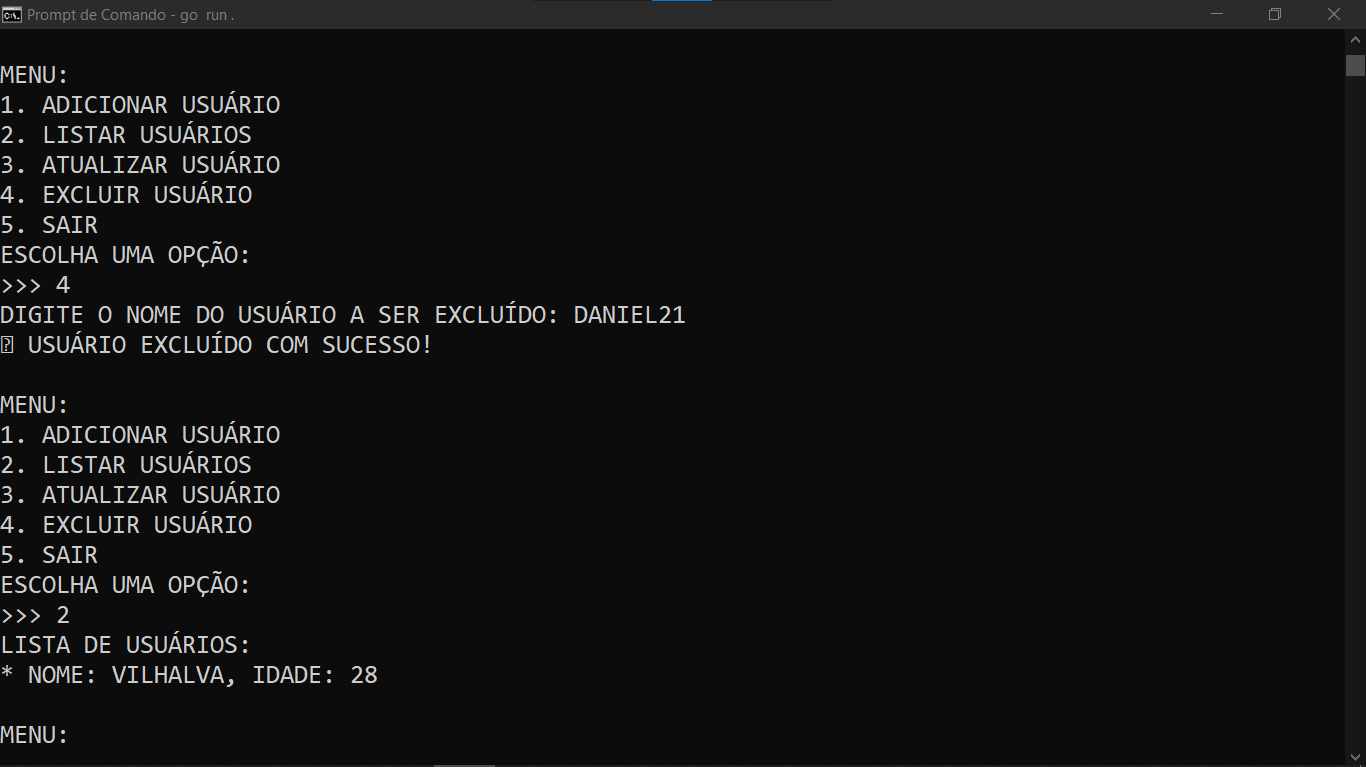 Prompt de Comando - go  run .
MENU:
1. ADICIONAR USUÁRIO
2. LISTAR USUÁRIOS
3. ATUALIZAR USUÁRIO
4. EXCLUIR USUÁRIO
5. SAIR
ESCOLHA UMA OPÇÃO:
>>> 4
DIGITE O NOME DO USUÁRIO A SER EXCLUÍDO: DANIEL21
⍰ USUÁRIO EXCLUÍDO COM SUCESSO!
MENU:
1. ADICIONAR USUÁRIO
2. LISTAR USUÁRIOS
3. ATUALIZAR USUÁRIO
4. EXCLUIR USUÁRIO
5. SAIR
ESCOLHA UMA OPÇÃO:
>>> 2
LISTA DE USUÁRIOS:
* NOME: VILHALVA, IDADE: 28
MENU: